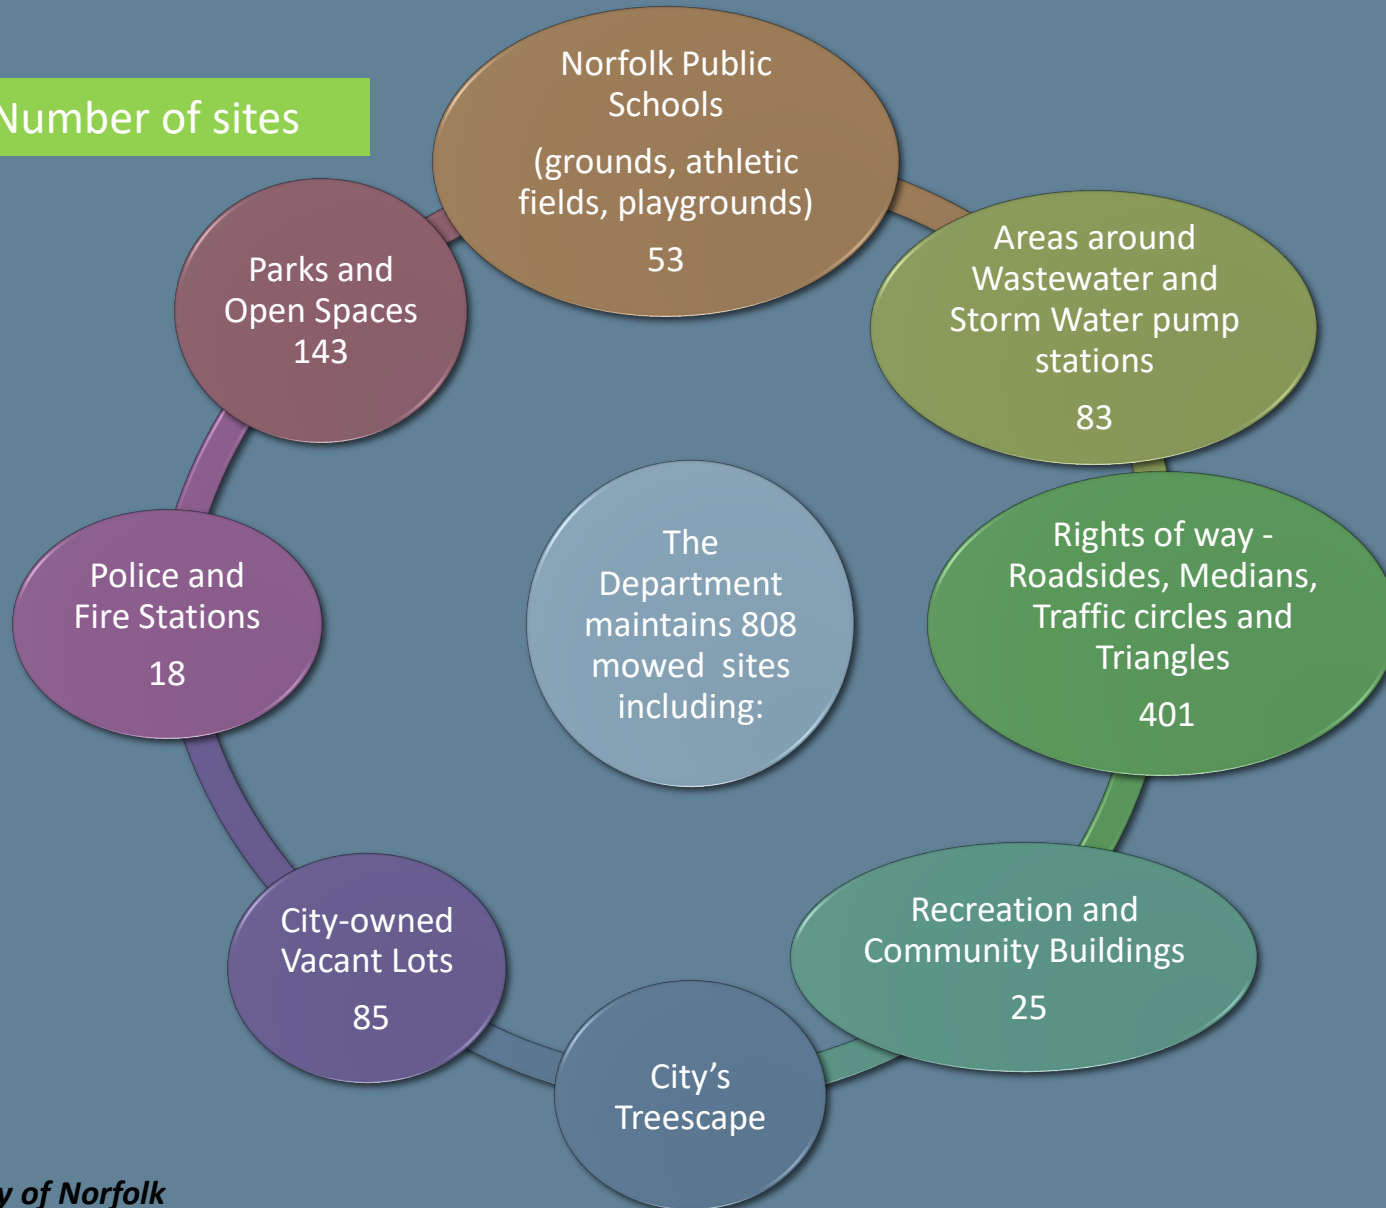 Number of sites
Norfolk Public
Schools
(grounds, athletic
fields, playgrounds)
53
Areas around
Wastewater and
Storm Water pump
stations
83
Rights of way -
Roadsides, Medians,
Traffic circles and
Triangles
401
Recreation and
Community Buildings
25
City's
Treescape
City-owned
Vacant Lots
85
Police and
Fire Stations
18
Parks and
Open Spaces
143
The
Department
maintains 808
mowed sites
including:
y of Norfolk